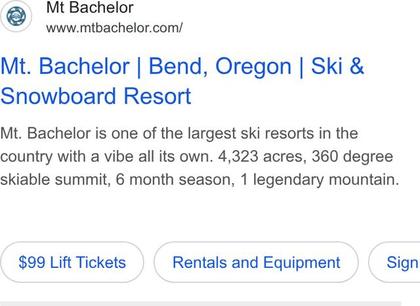 Mt Bachelor
www.mtbachelor.com/
Mt. Bachelor | Bend, Oregon | Ski &
Snowboard Resort
Mt. Bachelor is one of the largest ski resorts in the
country with a vibe all its own. 4,323 acres, 360 degree
skiable summit, 6 month season, 1 legendary mountain.
$99 Lift Tickets
Rentals and Equipment
Sign